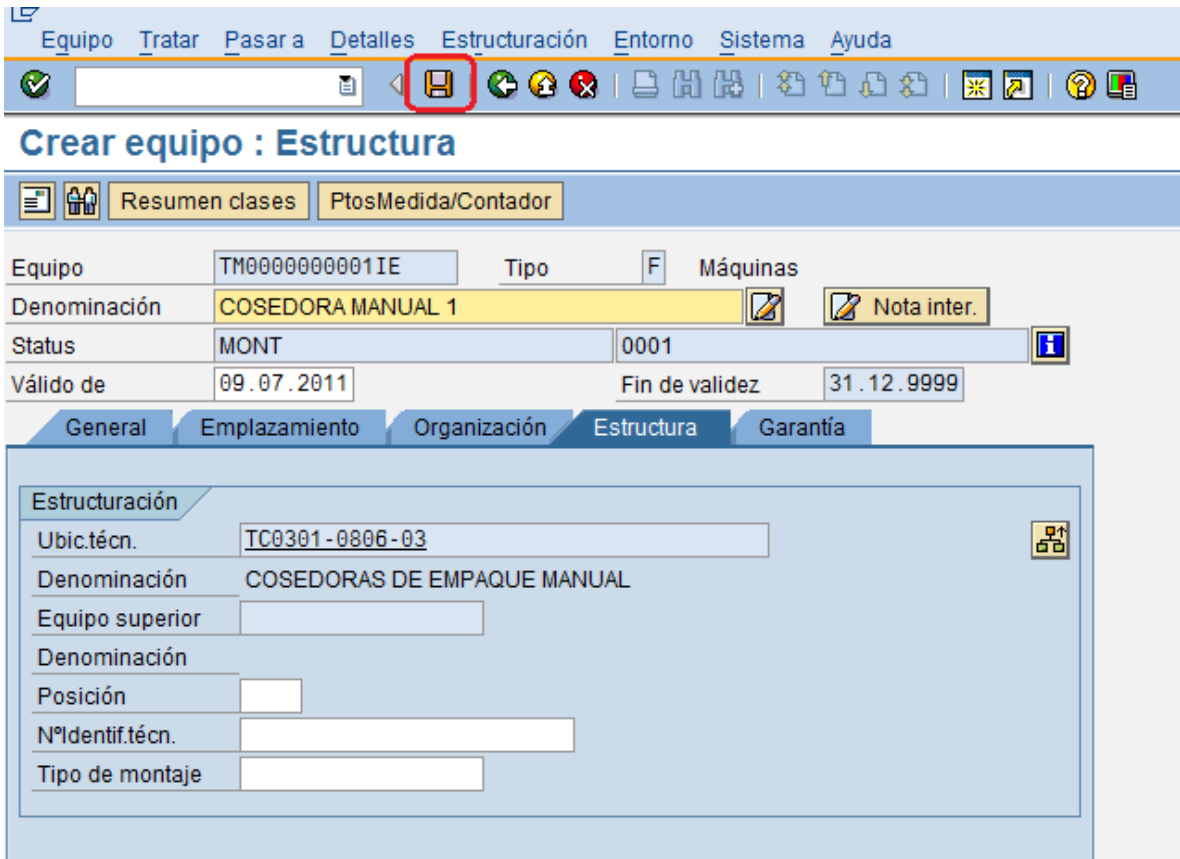 Equipo Tratar Pasar a Detalles Estructuración Entorno Sistema Ayuda
Crear equipo : Estructura
Resumen clases PtosMedida/Contador
Equipo TM0000000001IE Tipo F Máquinas
Denominación COSEDORA MANUAL 1 Nota inter.
Status MONT 0001
Válido de 09.07.2011 Fin de validez 31.12.9999
General Emplazamiento Organización Estructura Garantía
Estructuración
Ubic.técn. TC0301-0806-03
Denominación COSEDORAS DE EMPAQUE MANUAL
Equipo superior
Denominación
Posición
NºIdentif.técn.
Tipo de montaje